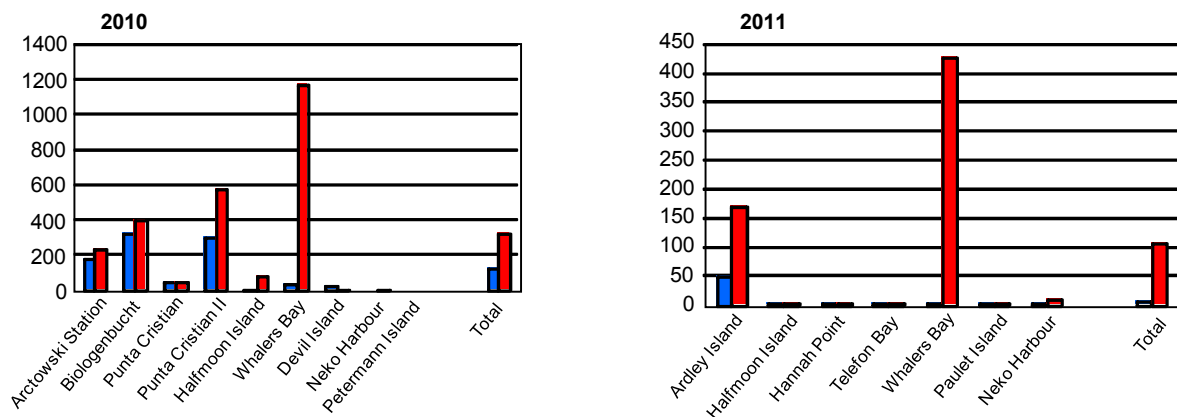 2010
1400
1200
1000
800
600
400
200
0
Arctowski Station
Biologenbucht
Punta Cristian
Punta Cristian II
Halfmoon Island
Whalers Bay
Devil Island
Neko Harbour
Petermann Island
Total
2011
450
400
350
300
250
200
150
100
50
0
Ardley Island
Halfmoon Island
Hannah Point
Telefon Bay
Whalers Bay
Paulet Island
Neko Harbour
Total